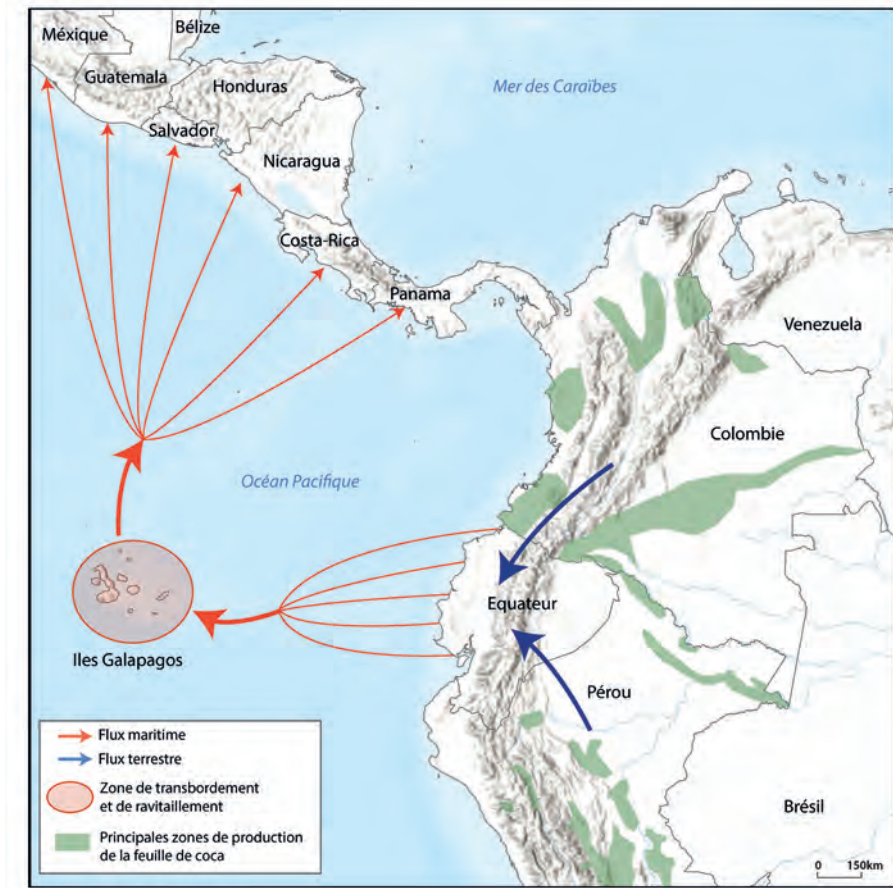 Méxique
Bélize
Guatemala
Honduras
Mer des Caraïbes
Salvador
Nicaragua
Costa-Rica
Panama
Venezuela
Colombie
Océan Pacifique
Equateur
Iles Galapagos
Pérou
Brésil
Flux maritime
Flux terrestre
Zone de transbordement
et de ravitaillement
Principales zones de production
de la feuille de coca
0 150km